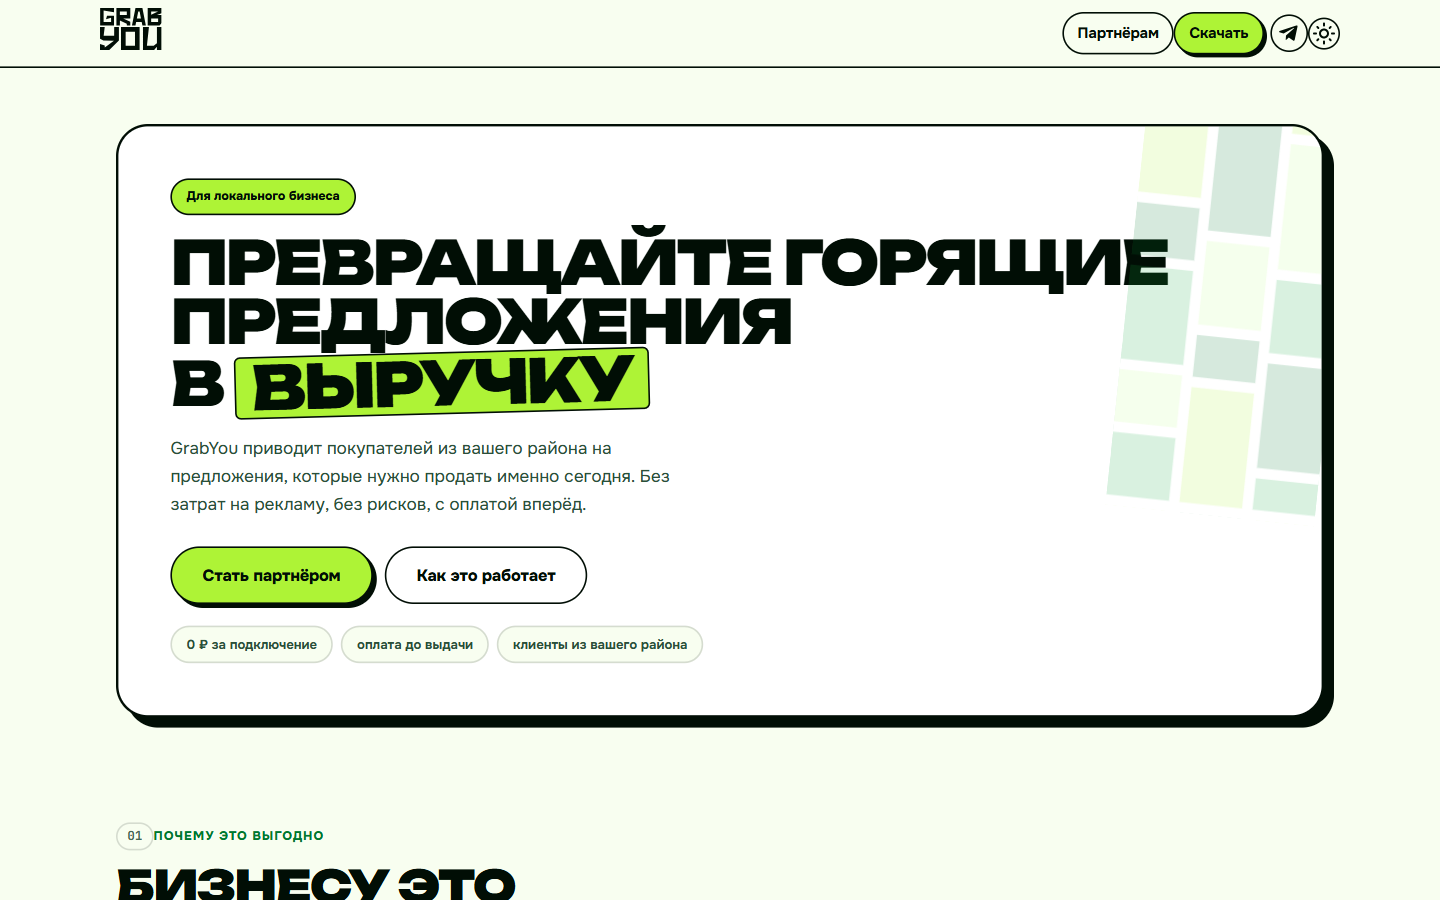 GRAB
YOU
Партнёрам
Скачать
Для локального бизнеса
ПРЕВРАЩАЙТЕ ГОРЯЩИЕ
ПРЕДЛОЖЕНИЯ
В ВЫРУЧКУ
GrabYou приводит покупателей из вашего района на
предложения, которые нужно продать именно сегодня. Без
затрат на рекламу, без рисков, с оплатой вперёд.
Стать партнёром
Как это работает
0 ₽ за подключение
оплата до выдачи
клиенты из вашего района
01 ПОЧЕМУ ЭТО ВЫГОДНО
БИЗНЕСУ ЭТО